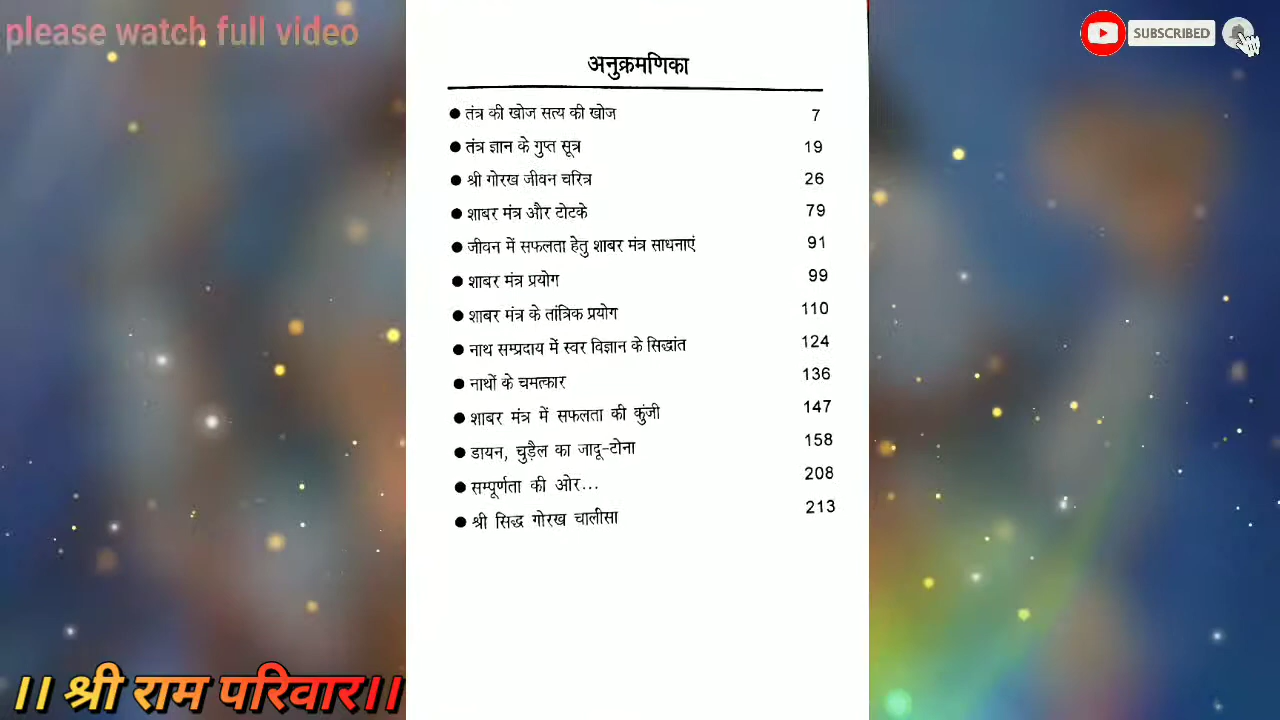 please watch full video
SUBSCRIBED
अनुक्रमणिका
● तंत्र की खोज सत्य की खोज 7
● तंत्र ज्ञान के गुप्त सूत्र 19
● श्री गोरख जीवन चरित्र 26
● शाबर मंत्र और टोटके 79
● जीवन में सफलता हेतु शाबर मंत्र साधनाएं 91
● शाबर मंत्र प्रयोग 99
● शाबर मंत्र के तांत्रिक प्रयोग 110
● नाथ सम्प्रदाय में स्वर विज्ञान के सिद्धांत 124
● नाथों के चमत्कार 136
● शाबर मंत्र में सफलता की कुंजी 147
● डायन, चुड़ैल का जादू-टोना 158
● सम्पूर्णता की ओर... 208
● श्री सिद्ध गोरख चालीसा 213
।। श्री राम परिवार।।